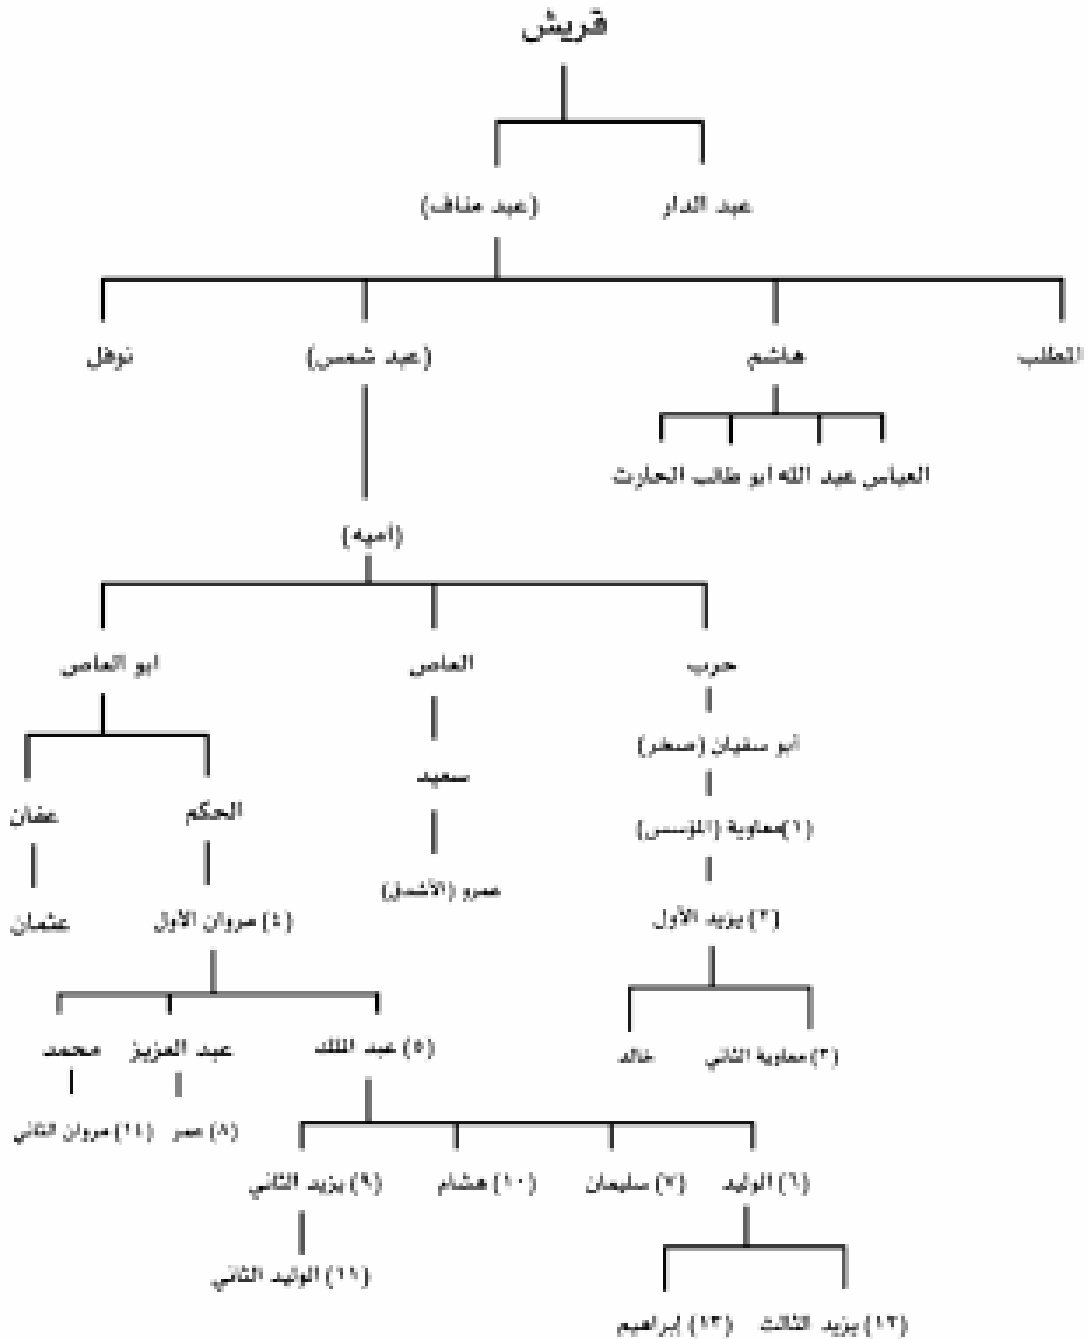 قريش
عبد الدار (عبد مناف)
المطلب هاشم (عبد شمس) نوفل
العباس عبد الله أبو طالب الحارث
(أميه)
حرب العاص ابو العاص
أبو سفيان (صخر)
سعيد
الحكم عفان
(١)معاوية (المؤسس)
عمرو (الأشدق)
(٢) يزيد الأول (٤) مروان الأول عثمان
(٣) معاوية الثاني خالد (٥) عبد الملك عبد العزيز محمد
(٨) عمر (١٤) مروان الثاني
(٦) الوليد (٧) سليمان (١٠) هشام (٩) يزيد الثاني
(١١) الوليد الثاني
(١٢) يزيد الثالث (١٣) إبراهيم